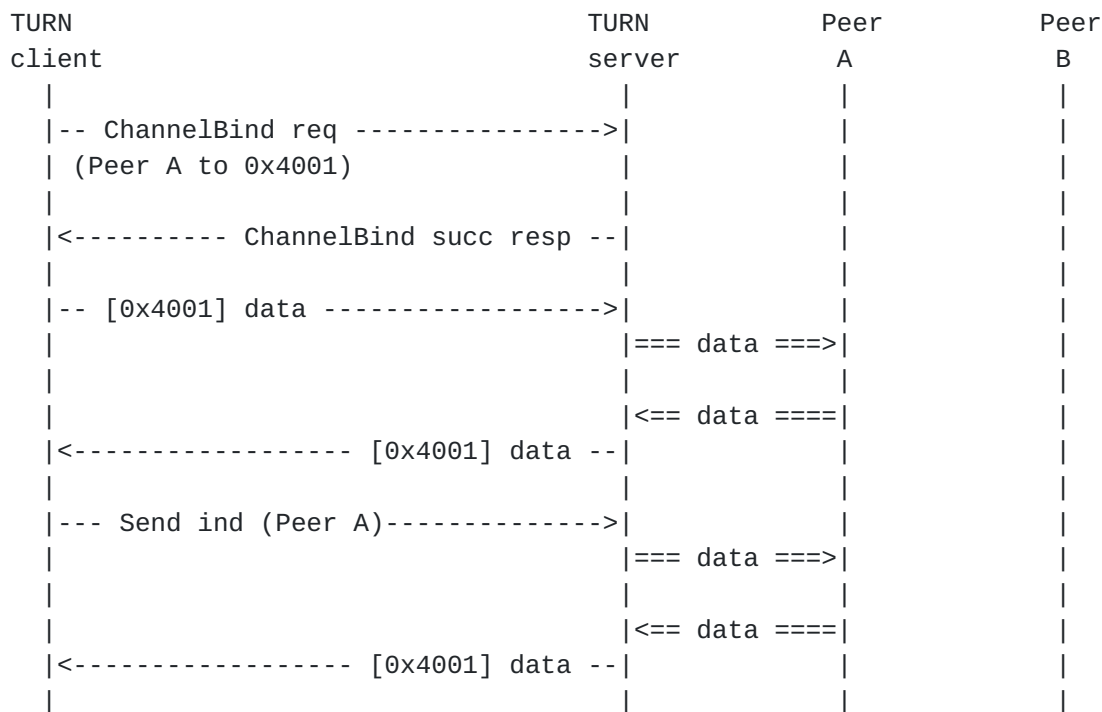 TURN TURN Peer Peer
client server A B
| | | |
|-- ChannelBind req ---------------->| | |
| (Peer A to 0x4001) | | |
| | | |
|<---------- ChannelBind succ resp --| | |
| | | |
|-- [0x4001] data ------------------>| | |
| |=== data ===>| |
| | | |
| |<== data ====| |
|<------------------ [0x4001] data --| | |
| | | |
|--- Send ind (Peer A)-------------->| | |
| |=== data ===>| |
| | | |
| |<== data ====| |
|<------------------ [0x4001] data --| | |
| | | |